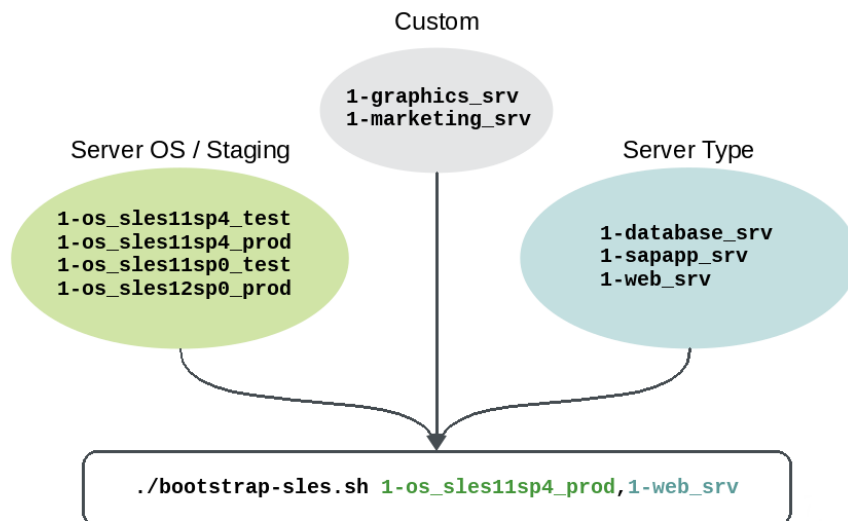 Custom
1-graphics_srv
1-marketing_srv
Server OS / Staging
1-os_sles11sp4_test
1-os_sles11sp4_prod
1-os_sles11sp0_test
1-os_sles12sp0_prod
Server Type
1-database_srv
1-sapapp_srv
1-web_srv
./bootstrap-sles.sh 1-os_sles11sp4_prod,1-web_srv